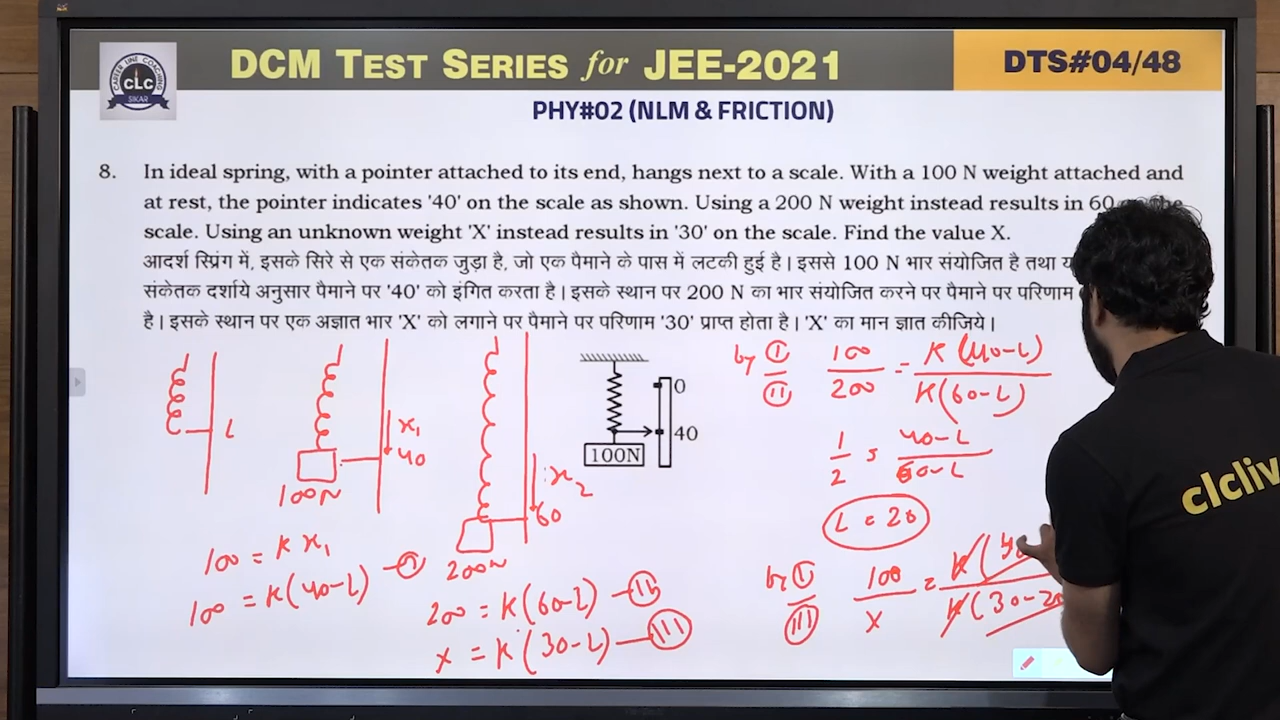 CAREER LINE COACHING
CLC
SIKAR
DCM TEST SERIES for JEE-2021
DTS#04/48
PHY#02 (NLM & FRICTION)
8. In ideal spring, with a pointer attached to its end, hangs next to a scale. With a 100 N weight attached and
at rest, the pointer indicates '40' on the scale as shown. Using a 200 N weight instead results in 60
scale. Using an unknown weight 'X' instead results in '30' on the scale. Find the value X.
आदर्श स्प्रिंग में, इसके सिरे से एक संकेतक जुड़ा है, जो एक पैमाने के पास में लटकी हुई है। इससे 100 N भार संयोजित है तथा
संकेतक दर्शाये अनुसार पैमाने पर '40' को इंगित करता है। इसके स्थान पर 200 N का भार संयोजित करने पर पैमाने पर परिणाम
है। इसके स्थान पर एक अज्ञात भार 'X' को लगाने पर पैमाने पर परिणाम '30' प्राप्त होता है। 'X' का मान ज्ञात कीजिये।
L
x₁
40
100N
x₂
60
200N
0
40
100N
100 = K x₁
100 = K(40-L) — I
200 = K(60-L) — II
x = K(30-L) — III
by I/II 100/200 = K(40-L)/K(60-L)
1/2 = 40-L/60-L
L = 20
by I/III 100/x = K(
K(30-20
clcliv